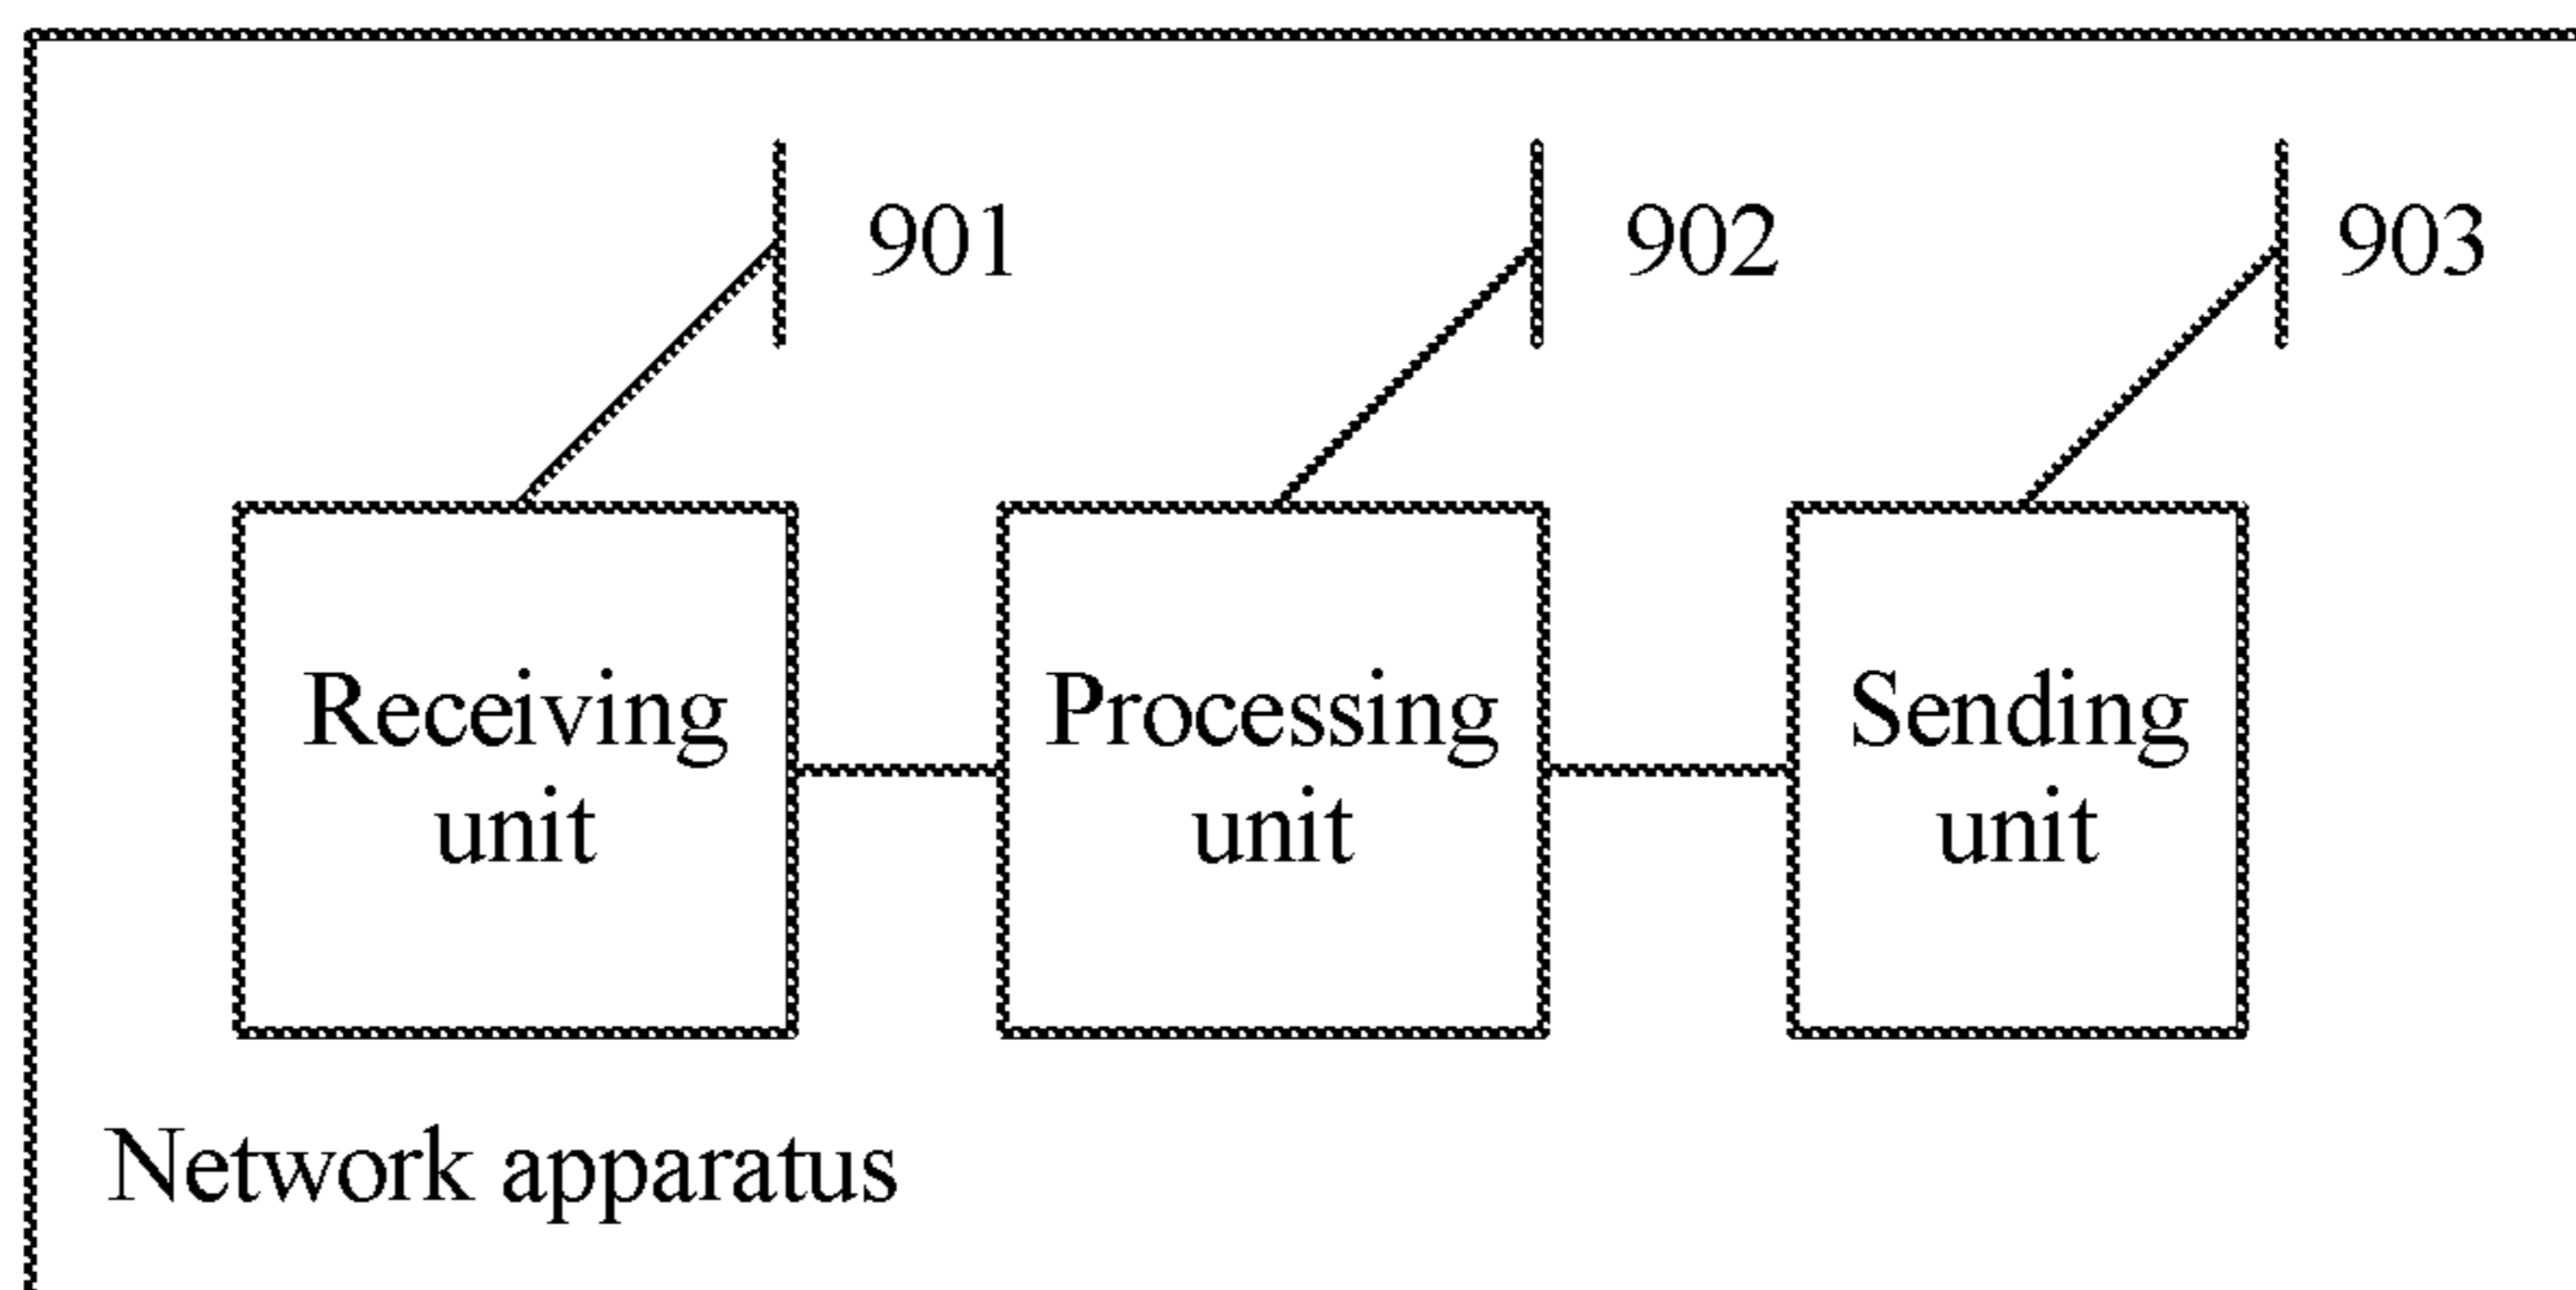 901
902
903
Receiving
unit
Processing
unit
Sending
unit
Network apparatus